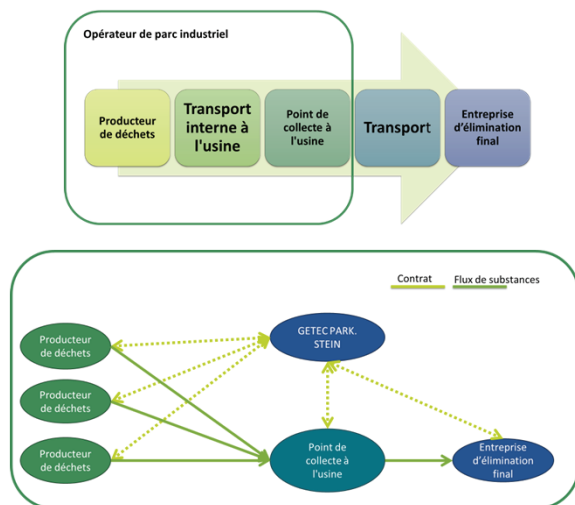 Opérateur de parc industriel
Producteur
de déchets
Transport
interne à
l'usine
Point de
collecte à
l'usine
Transport
Entreprise
d'élimination
final
Contrat
Flux de substances
Producteur
de déchets
GETEC PARK.
STEIN
Producteur
de déchets
Producteur
de déchets
Point de
collecte à
l'usine
Entreprise
d'élimination
final